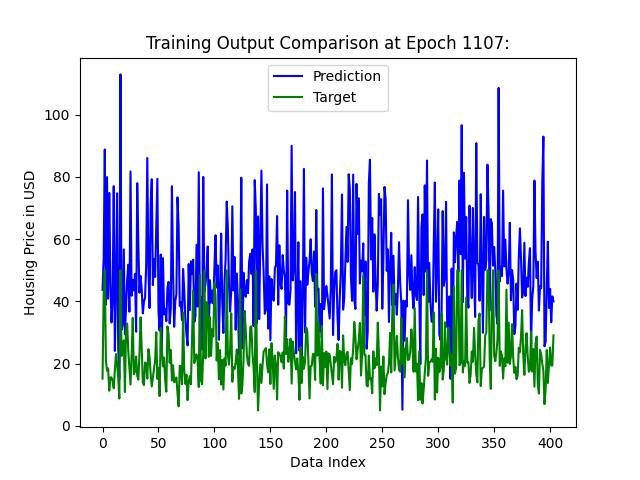 Training Output Comparison at Epoch 1107:
Prediction
Target
100
80
60
40
20
0
Housing Price in USD
0 50 100 150 200 250 300 350 400
Data Index